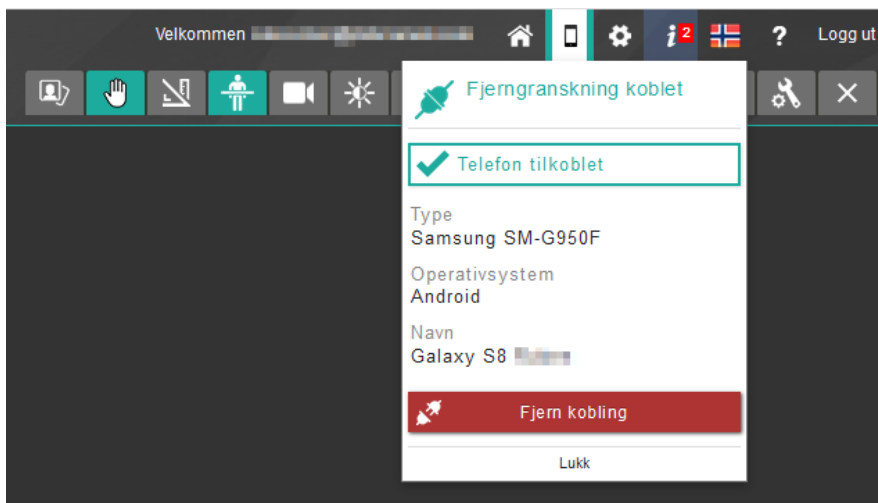 Velkommen
i 2
?
Logg ut
Fjerngranskning koblet
Telefon tilkoblet
Type
Samsung SM-G950F
Operativsystem
Android
Navn
Galaxy S8
Fjern kobling
Lukk